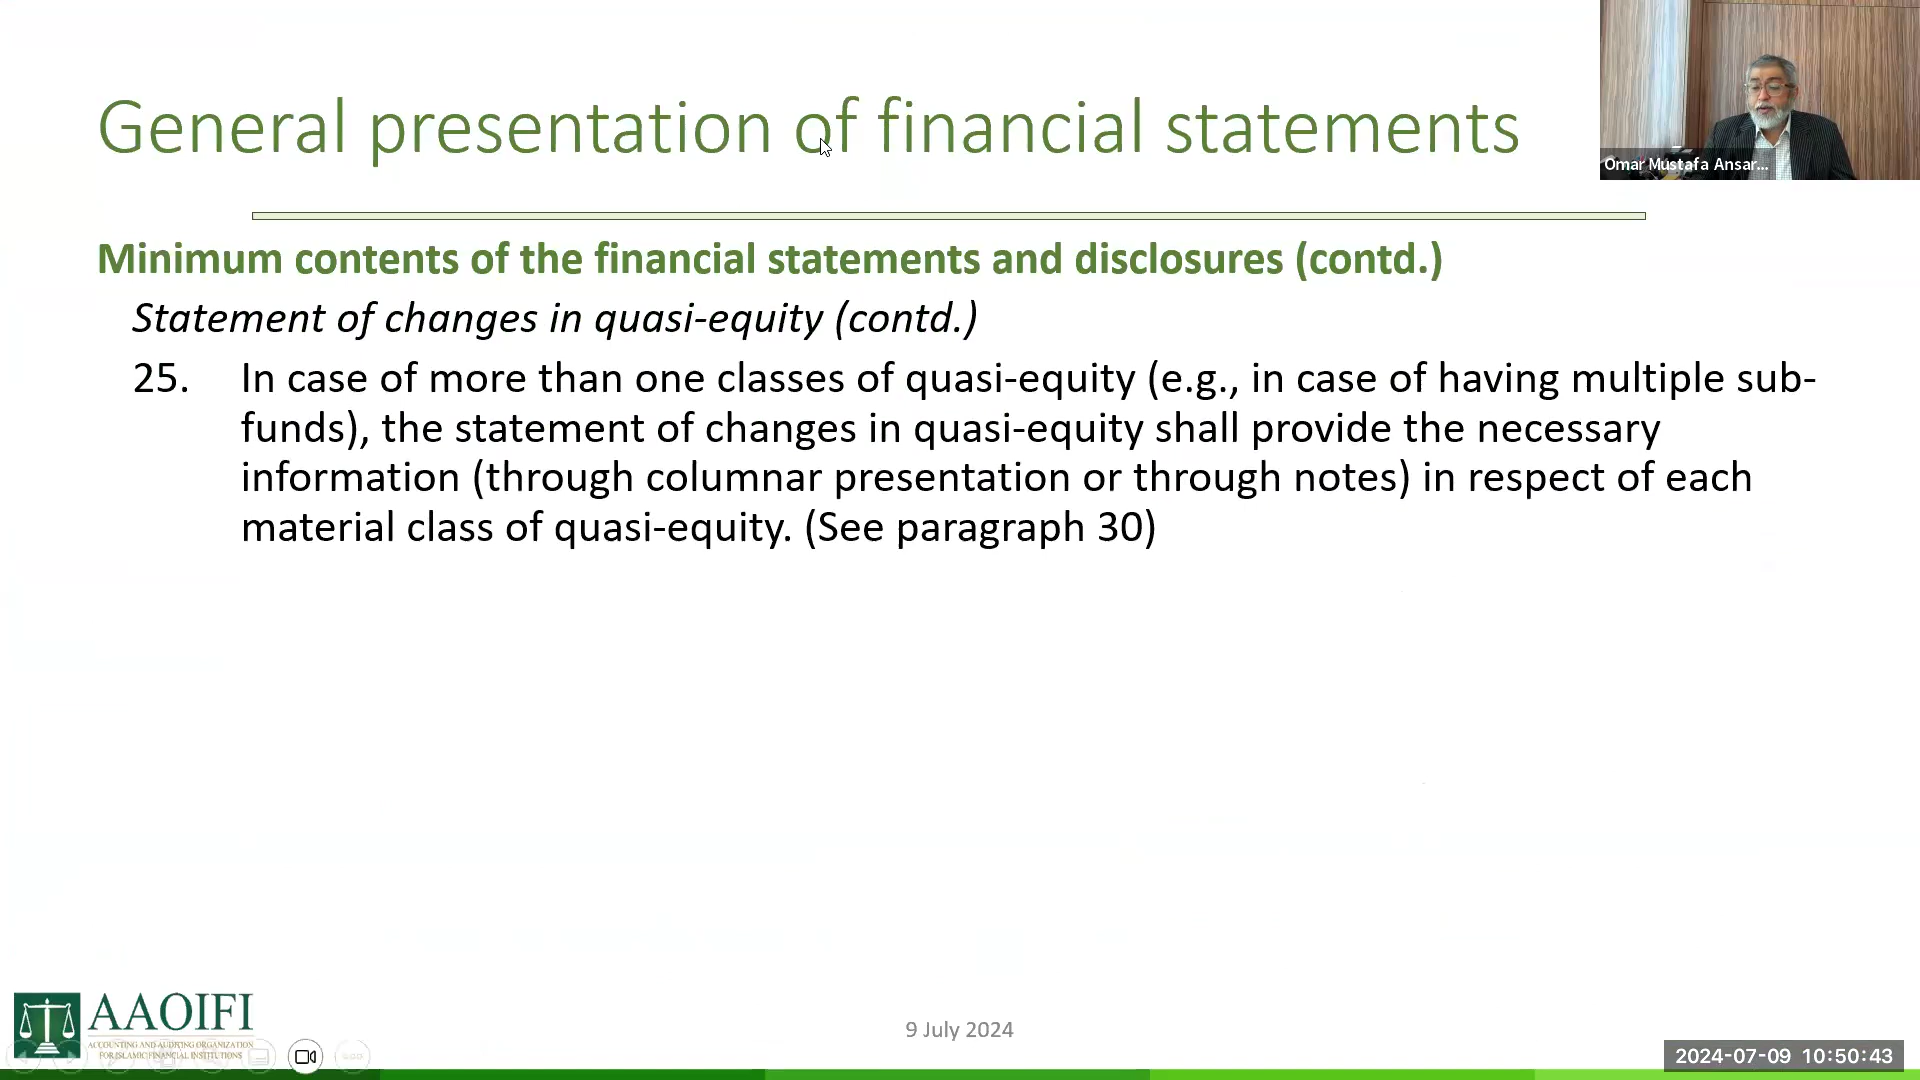 General presentation of financial statements
Omar Mustafa Ansar...
Minimum contents of the financial statements and disclosures (contd.)
Statement of changes in quasi-equity (contd.)
25. In case of more than one classes of quasi-equity (e.g., in case of having multiple sub-
funds), the statement of changes in quasi-equity shall provide the necessary
information (through columnar presentation or through notes) in respect of each
material class of quasi-equity. (See paragraph 30)
AAOIFI
ACCOUNTING AND AUDITING ORGANIZATION
FOR ISLAMIC FINANCIAL INSTITUTIONS
9 July 2024
2024-07-09 10:50:43